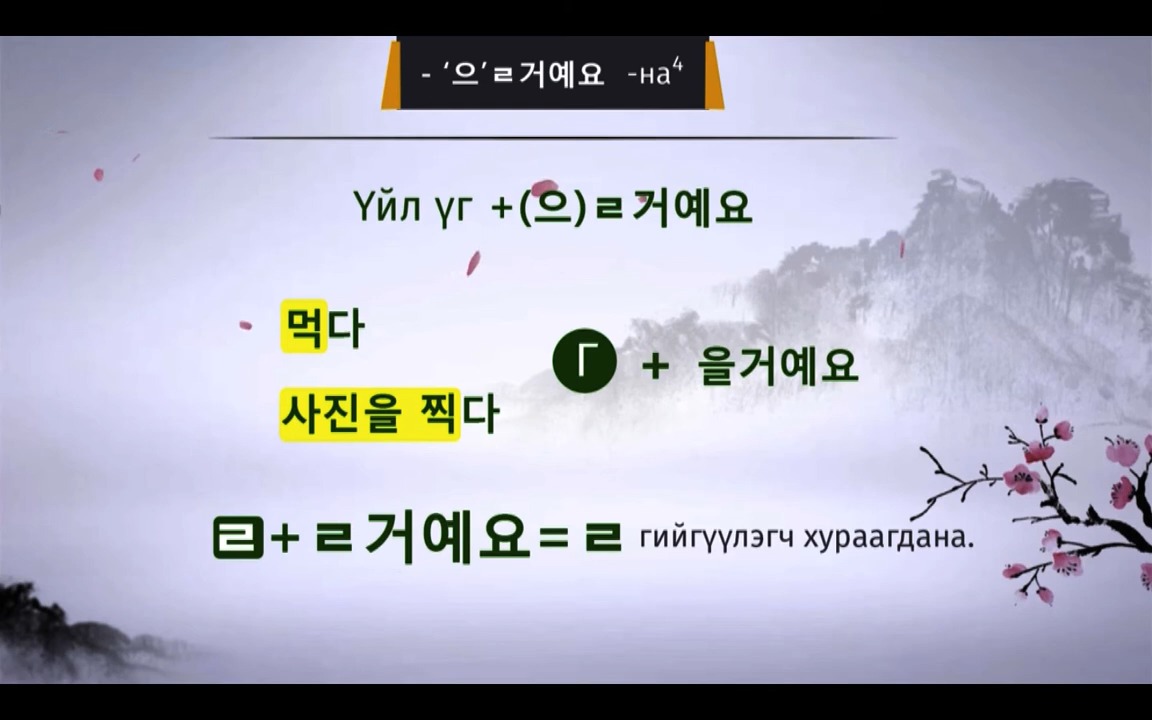 - ‘으’ㄹ거예요 -на⁴
Үйл үг +(으)ㄹ거예요
먹다
ㄱ + 을거예요
사진을 찍다
ㄹ+ㄹ거예요=ㄹ гийгүүлэгч хураагдана.